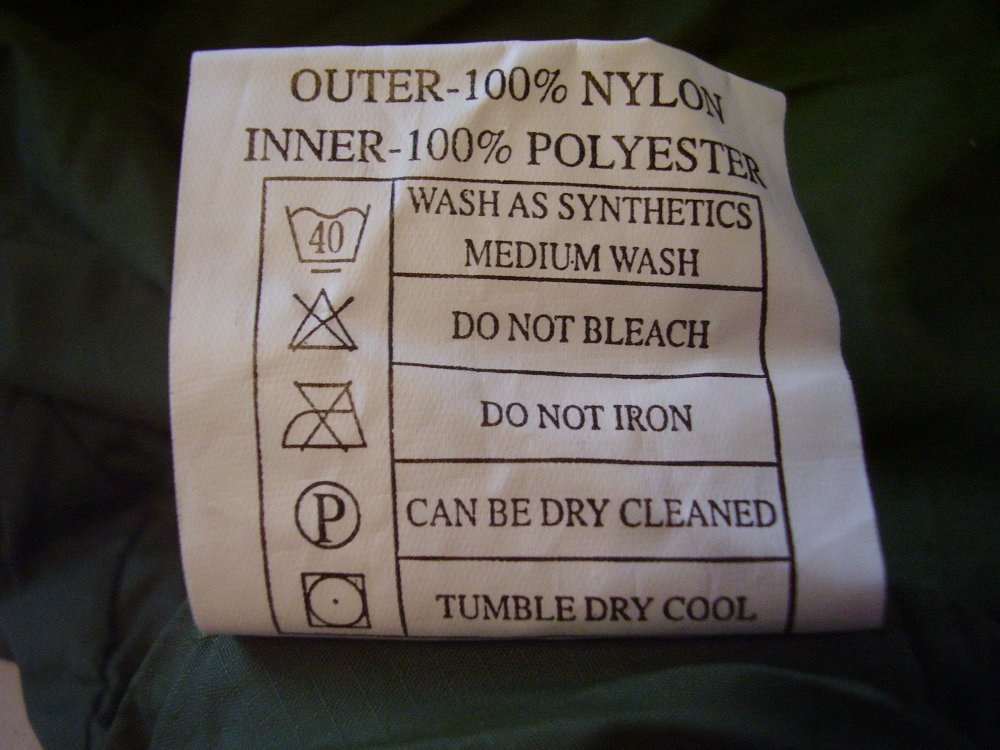 OUTER-100% NYLON
INNER-100% POLYESTER
40
WASH AS SYNTHETICS
MEDIUM WASH
DO NOT BLEACH
DO NOT IRON
P
CAN BE DRY CLEANED
TUMBLE DRY COOL